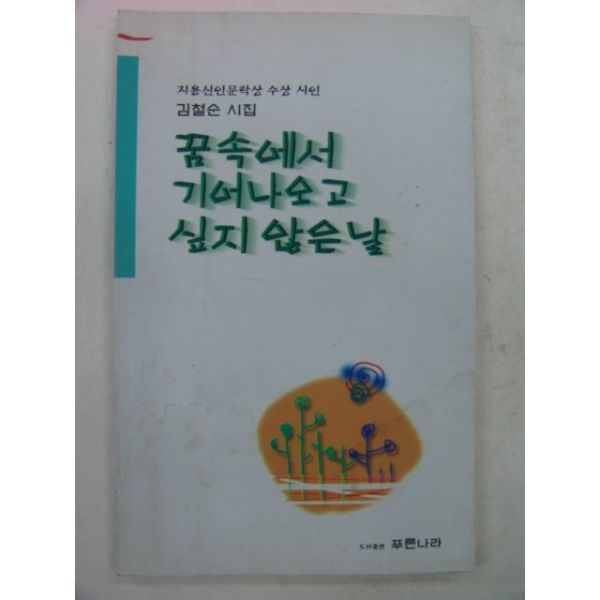 지용신인문학상 수상 시인
김철순 시집
꿈속에서
기어나오고
싶지 않은날
도서출판 푸른나라